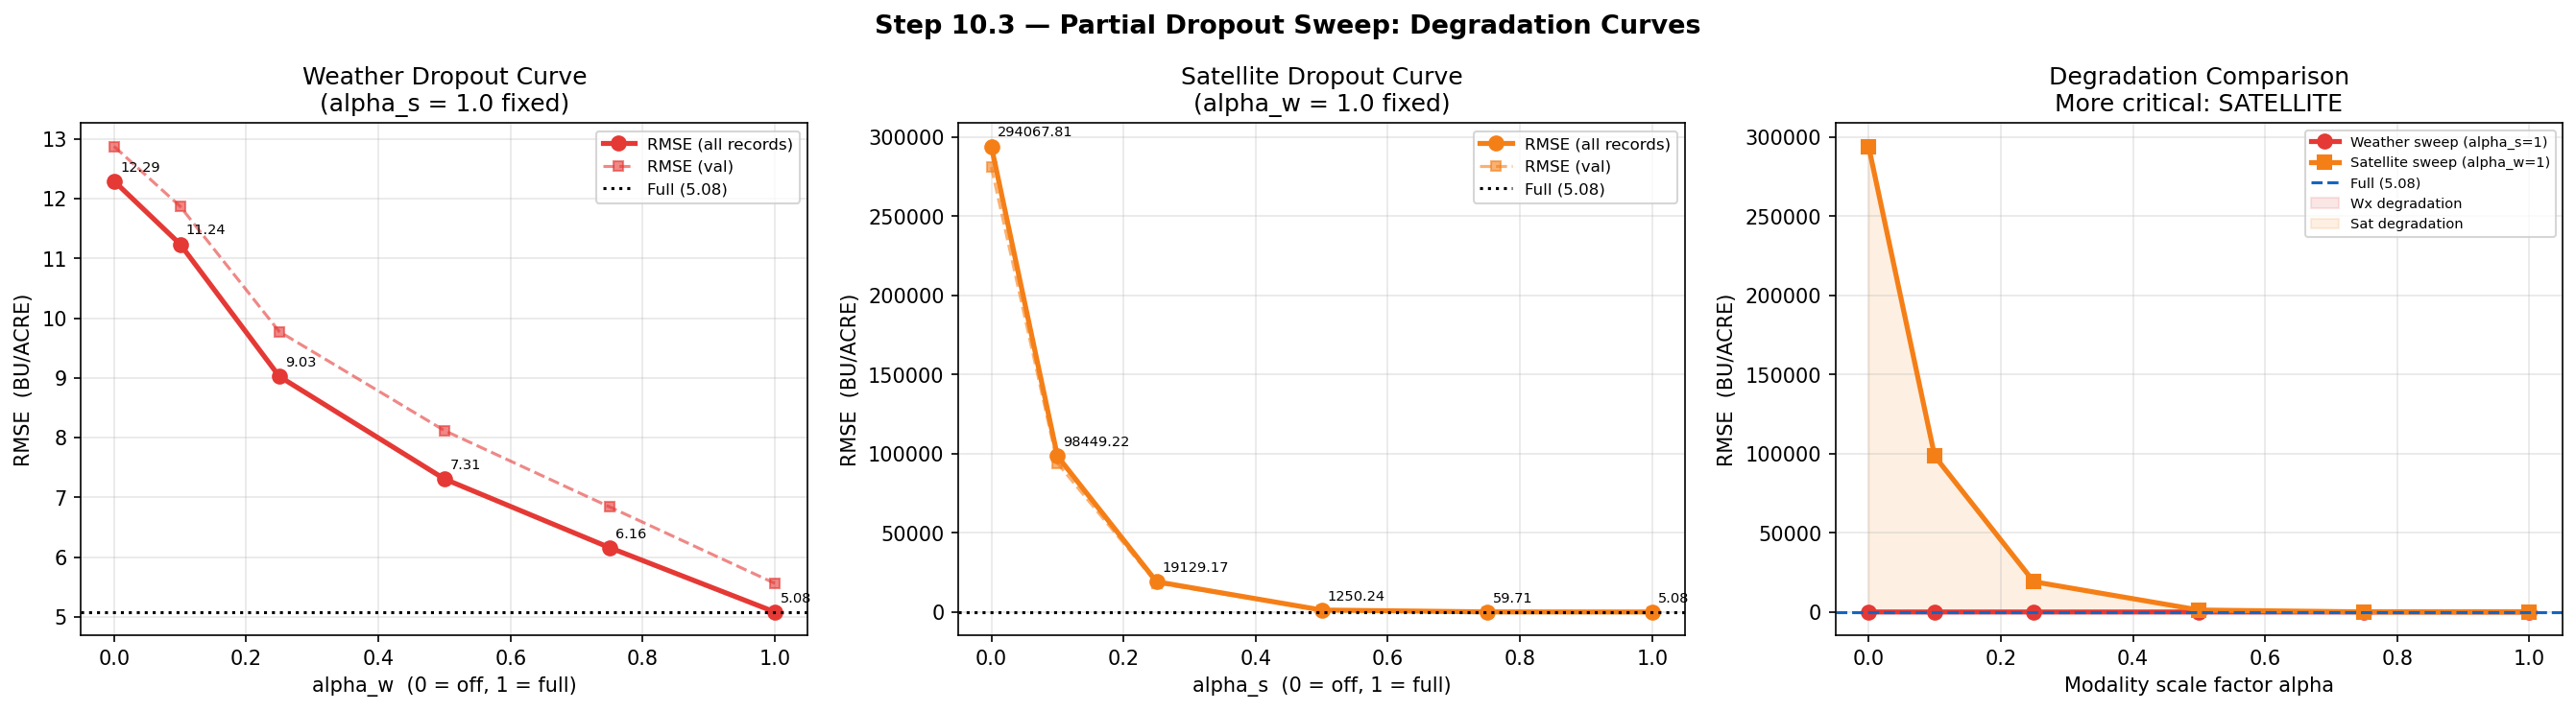 Step 10.3 — Partial Dropout Sweep: Degradation Curves
Weather Dropout Curve
(alpha_s = 1.0 fixed)
RMSE (BU/ACRE)
13
12
11
10
9
8
7
6
5
12.29
11.24
9.03
7.31
6.16
5.08
RMSE (all records)
RMSE (val)
Full (5.08)
0.0 0.2 0.4 0.6 0.8 1.0
alpha_w (0 = off, 1 = full)
Satellite Dropout Curve
(alpha_w = 1.0 fixed)
RMSE (BU/ACRE)
300000
250000
200000
150000
100000
50000
0
294067.81
98449.22
19129.17
1250.24
59.71
5.08
RMSE (all records)
RMSE (val)
Full (5.08)
0.0 0.2 0.4 0.6 0.8 1.0
alpha_s (0 = off, 1 = full)
Degradation Comparison
More critical: SATELLITE
RMSE (BU/ACRE)
300000
250000
200000
150000
100000
50000
0
Weather sweep (alpha_s=1)
Satellite sweep (alpha_w=1)
Full (5.08)
Wx degradation
Sat degradation
0.0 0.2 0.4 0.6 0.8 1.0
Modality scale factor alpha